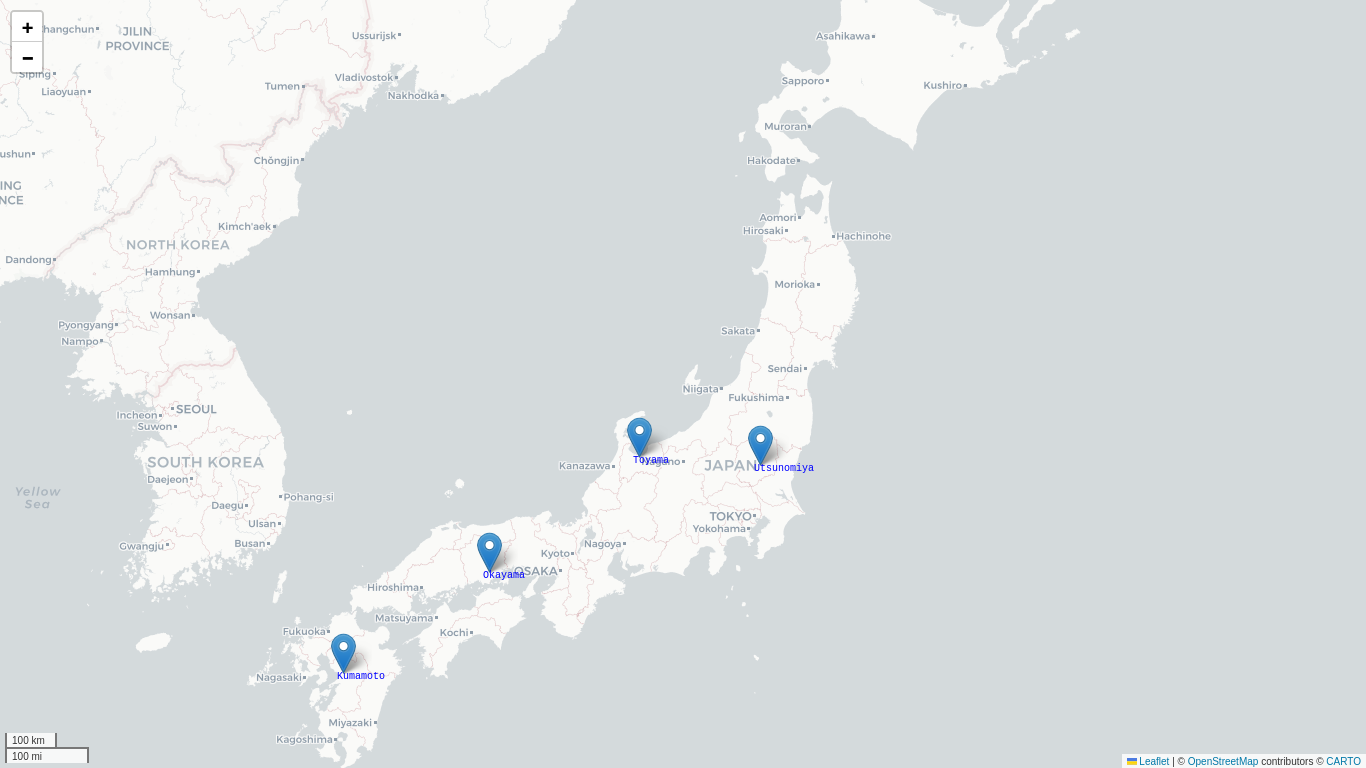 +
−
hangchun
JILIN
PROVINCE
Ussurijsk
Asahikawa
Siping
Liaoyuan
Tumen
Vladivostok
Nakhodka
Sapporo
Kushiro
Muroran
ushun
Chŏngjin
Hakodate
ING
NCE
Aomori
Kimch'aek
Hirosaki
Hachinohe
NORTH KOREA
Dandong
Hamhung
Morioka
Wonsan
Pyongyang
Sakata
Nampo
Sendai
Niigata
Fukushima
SEOUL
Incheon
Suwon
Toyama
Nagano
Kanazawa
JAPAN
Utsunomiya
SOUTH KOREA
Daejeon
Yellow
Sea
Pohang-si
Daegu
TOKYO
Ulsan
Yokohama
Gwangju
Busan
Nagoya
Kyoto
OSAKA
Okayama
Hiroshima
Matsuyama
Fukuoka
Kochi
Kumamoto
Nagasaki
Miyazaki
Kagoshima
100 km
100 mi
Leaflet | © OpenStreetMap contributors © CARTO